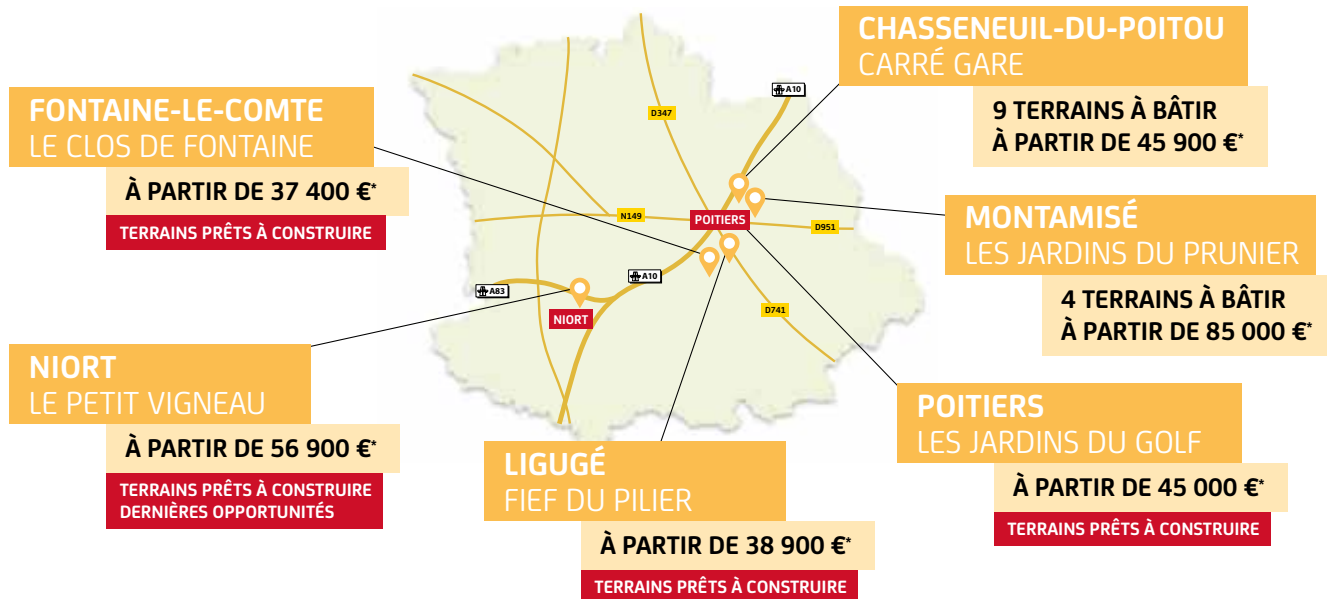 CHASSENEUIL-DU-POITOU
CARRÉ GARE
9 TERRAINS À BÂTIR
À PARTIR DE 45 900 €*
FONTAINE-LE-COMTE
LE CLOS DE FONTAINE
À PARTIR DE 37 400 €*
TERRAINS PRÊTS À CONSTRUIRE
A10
D347
N149
POITIERS
D951
A10
A83
NIORT
D741
MONTAMISÉ
LES JARDINS DU PRUNIER
4 TERRAINS À BÂTIR
À PARTIR DE 85 000 €*
NIORT
LE PETIT VIGNEAU
À PARTIR DE 56 900 €*
TERRAINS PRÊTS À CONSTRUIRE
DERNIÈRES OPPORTUNITÉS
LIGUGÉ
FIEF DU PILIER
À PARTIR DE 38 900 €*
TERRAINS PRÊTS À CONSTRUIRE
POITIERS
LES JARDINS DU GOLF
À PARTIR DE 45 000 €*
TERRAINS PRÊTS À CONSTRUIRE